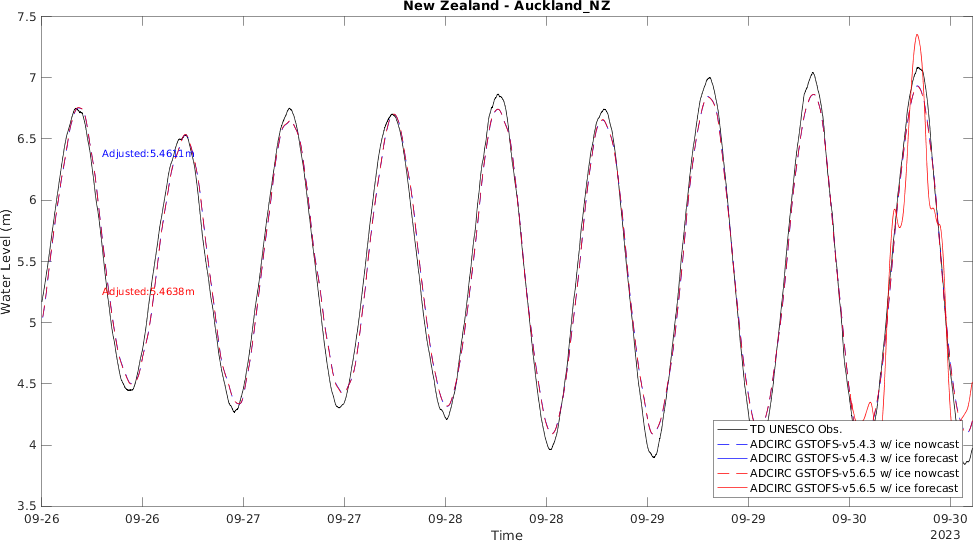 New Zealand - Auckland_NZ
7.5
7
6.5
6
5.5
5
4.5
4
3.5
Water Level (m)
Adjusted:5.4611m
Adjusted:5.4638m
TD UNESCO Obs.
ADCIRC GSTOFS-v5.4.3 w/ ice nowcast
ADCIRC GSTOFS-v5.4.3 w/ ice forecast
ADCIRC GSTOFS-v5.6.5 w/ ice nowcast
ADCIRC GSTOFS-v5.6.5 w/ ice forecast
09-26 09-26 09-27 09-27 09-28 09-28 09-29 09-29 09-30 09-30
2023
Time